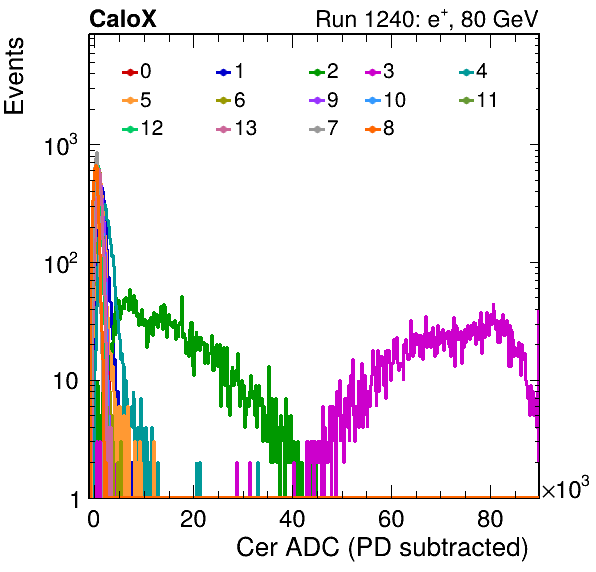 CaloX Run 1240: e⁺, 80 GeV
Events
0 1 2 3 4
5 6 9 10 11
12 13 7 8
10³
10²
10
1
0 20 40 60 80 ×10³
Cer ADC (PD subtracted)